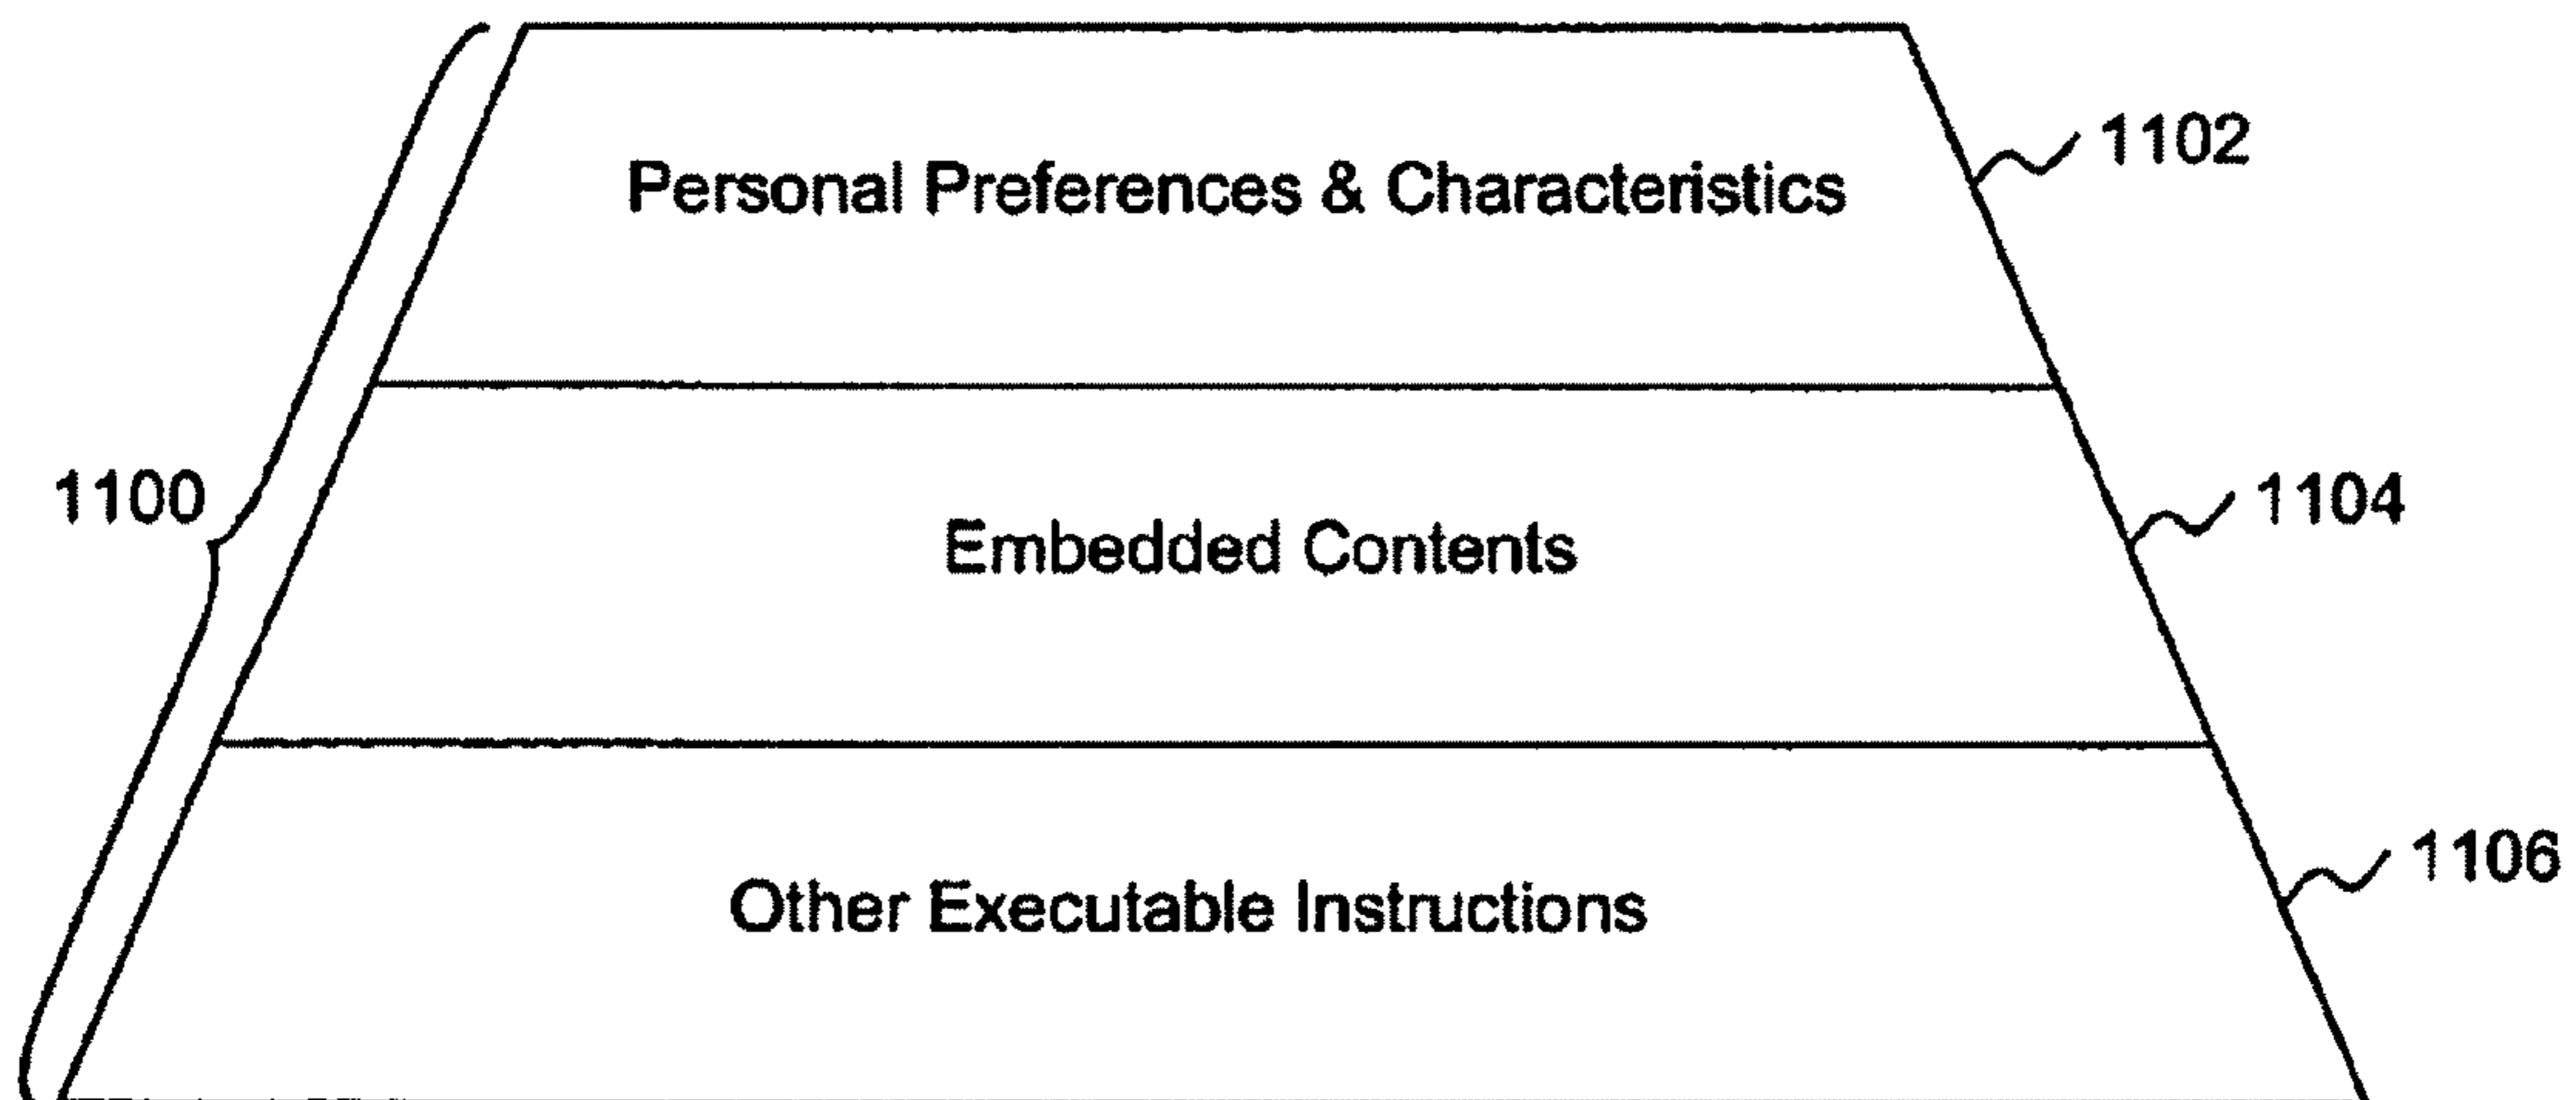 1102
Personal Preferences & Characteristics
1100
1104
Embedded Contents
1106
Other Executable Instructions